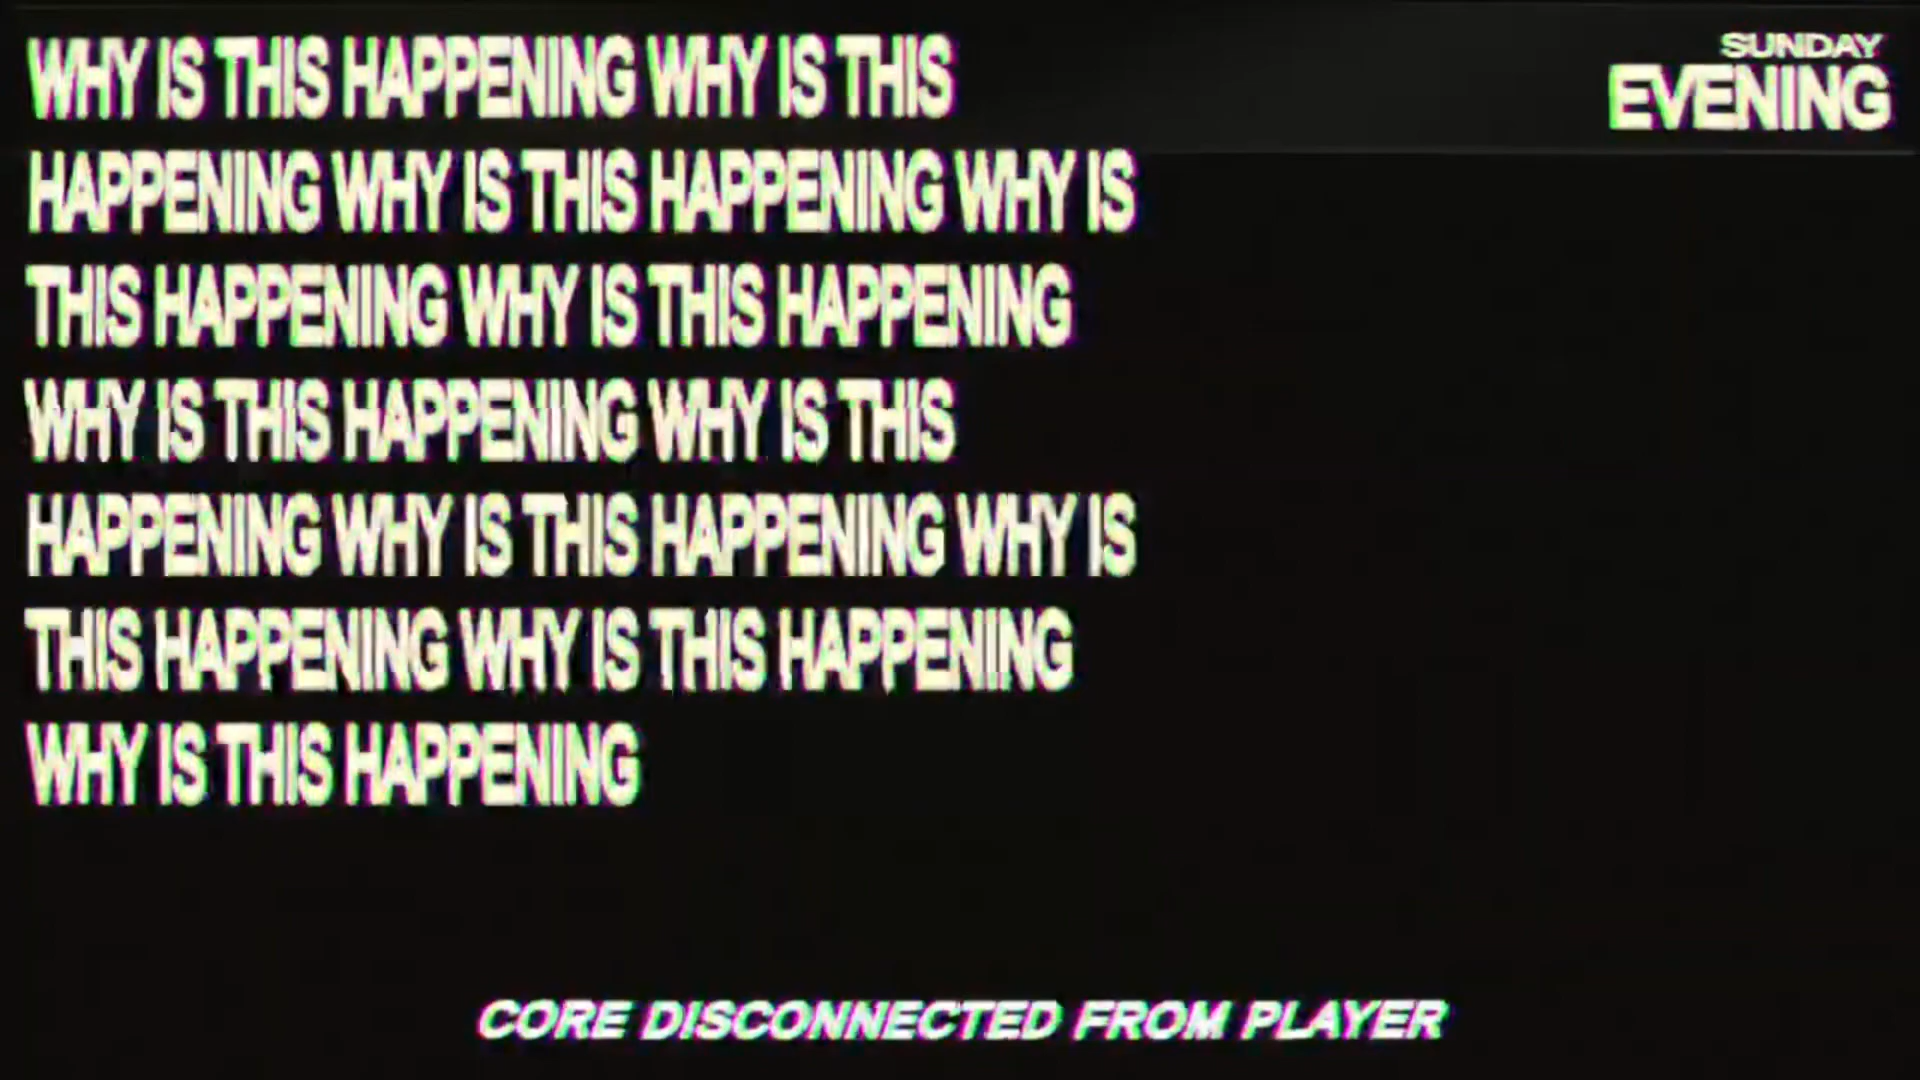 WHY IS THIS HAPPENING WHY IS THIS
HAPPENING WHY IS THIS HAPPENING WHY IS
THIS HAPPENING WHY IS THIS HAPPENING
WHY IS THIS HAPPENING WHY IS THIS
HAPPENING WHY IS THIS HAPPENING WHY IS
THIS HAPPENING WHY IS THIS HAPPENING
WHY IS THIS HAPPENING
SUNDAY
EVENING
CORE DISCONNECTED FROM PLAYER